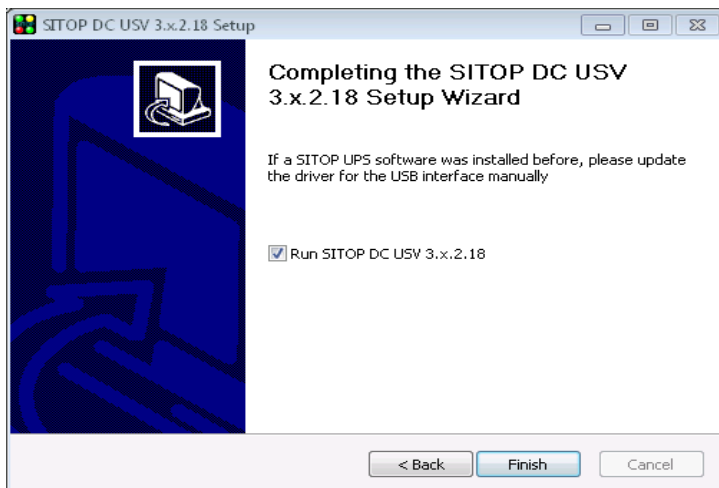 SITOP DC USV 3.x.2.18 Setup
Completing the SITOP DC USV
3.x.2.18 Setup Wizard
If a SITOP UPS software was installed before, please update
the driver for the USB interface manually
Run SITOP DC USV 3.x.2.18
< Back Finish Cancel